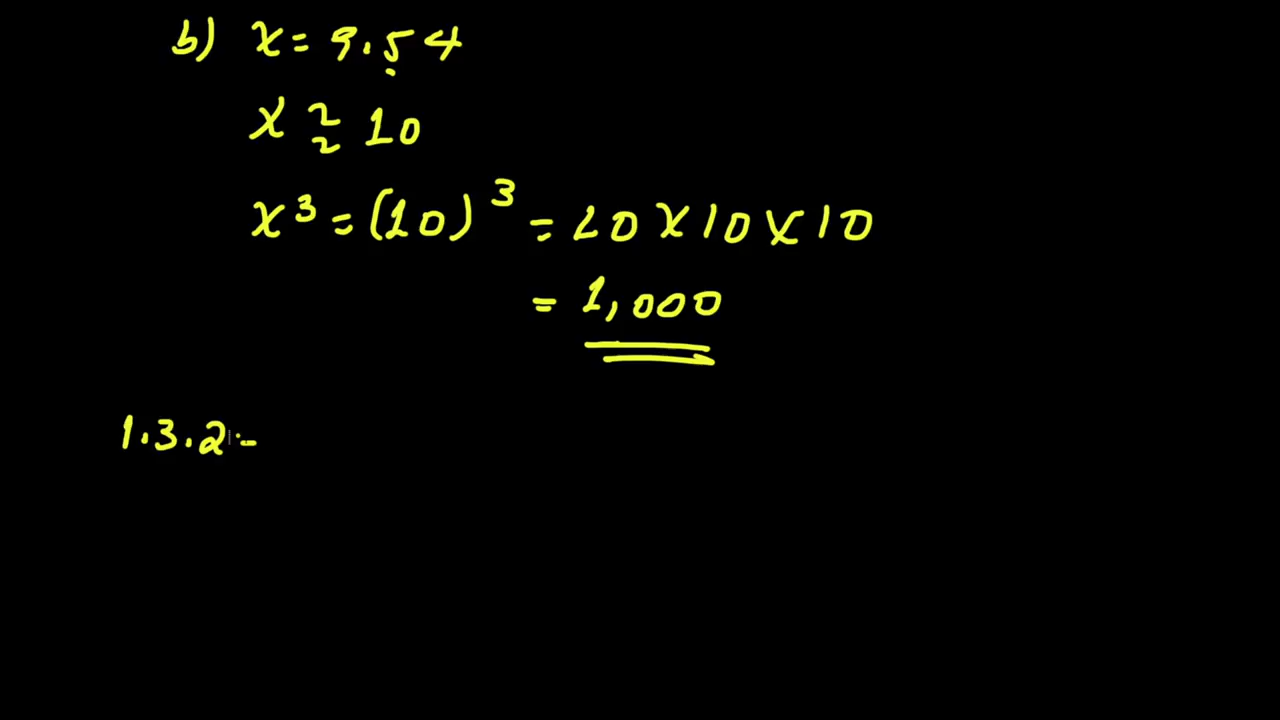 b) x = 9.54
x ≈ 10
x³ = (10)³ = 10 x 10 x 10
= 1,000
1.3.2:-